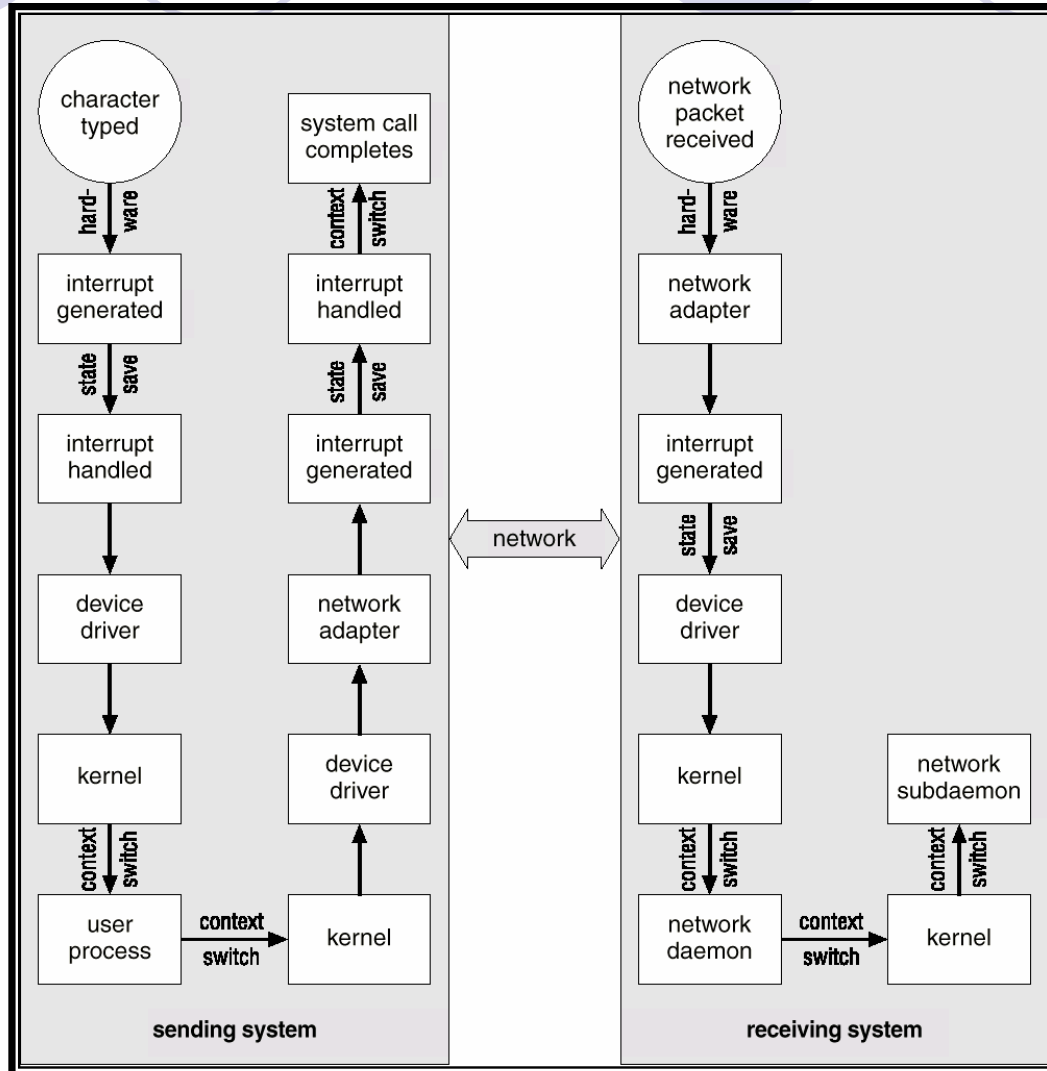 character
typed
hard-
ware
interrupt
generated
state
save
interrupt
handled
device
driver
kernel
context
switch
user
process
context
switch
kernel
device
driver
network
adapter
interrupt
generated
state
save
interrupt
handled
context
switch
system call
completes
sending system
network
network
packet
received
hard-
ware
network
adapter
interrupt
generated
state
save
device
driver
kernel
context
switch
network
daemon
context
switch
kernel
context
switch
network
subdaemon
receiving system